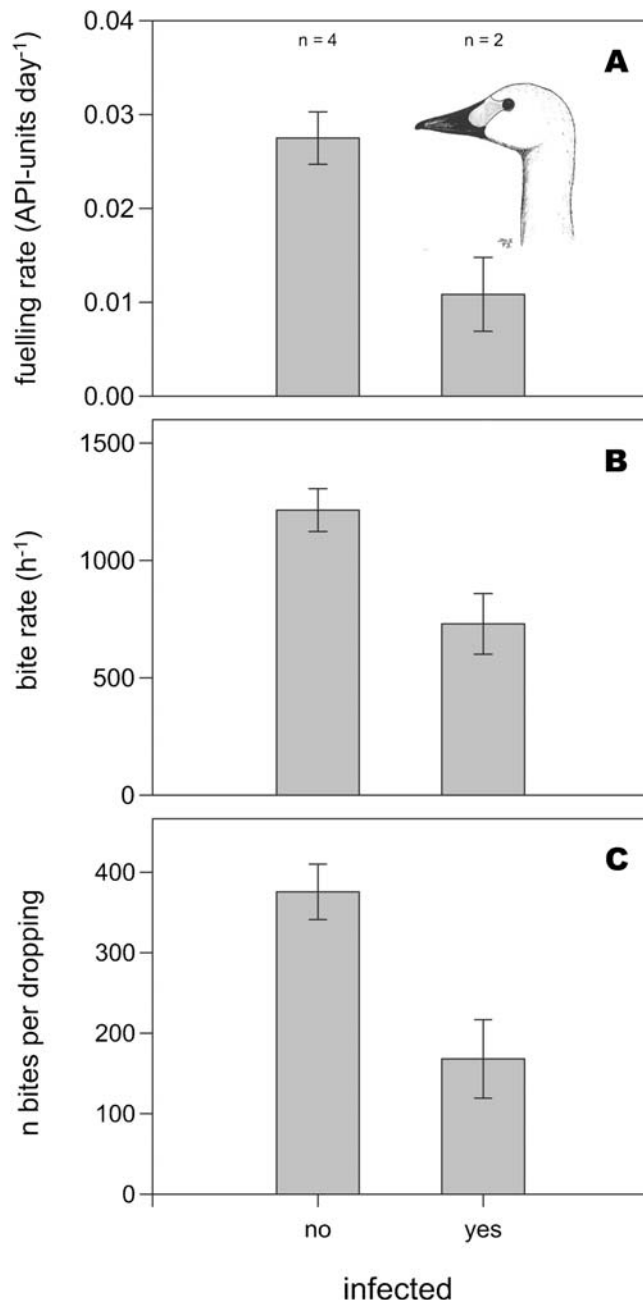 0.04
n = 4
n = 2
A
0.03
0.02
0.01
0.00
fuelling rate (API-units day⁻¹)
1500
B
1000
500
0
bite rate (h⁻¹)
C
400
300
200
100
0
n bites per dropping
no
yes
infected